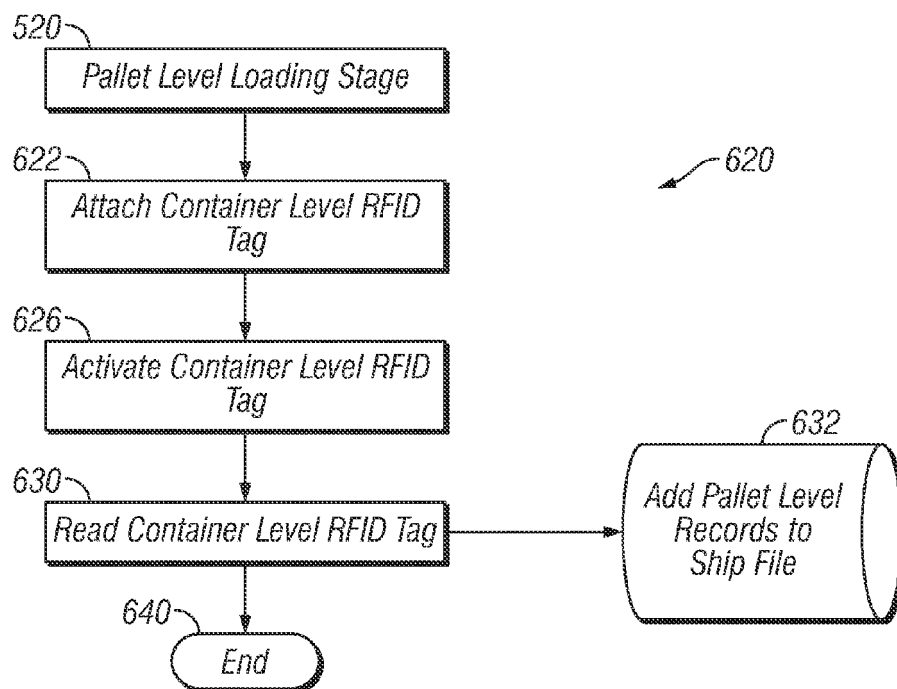 520
Pallet Level Loading Stage
622
620
Attach Container Level RFID
Tag
626
Activate Container Level RFID
Tag
630
Read Container Level RFID Tag
632
Add Pallet Level
Records to
Ship File
640
End